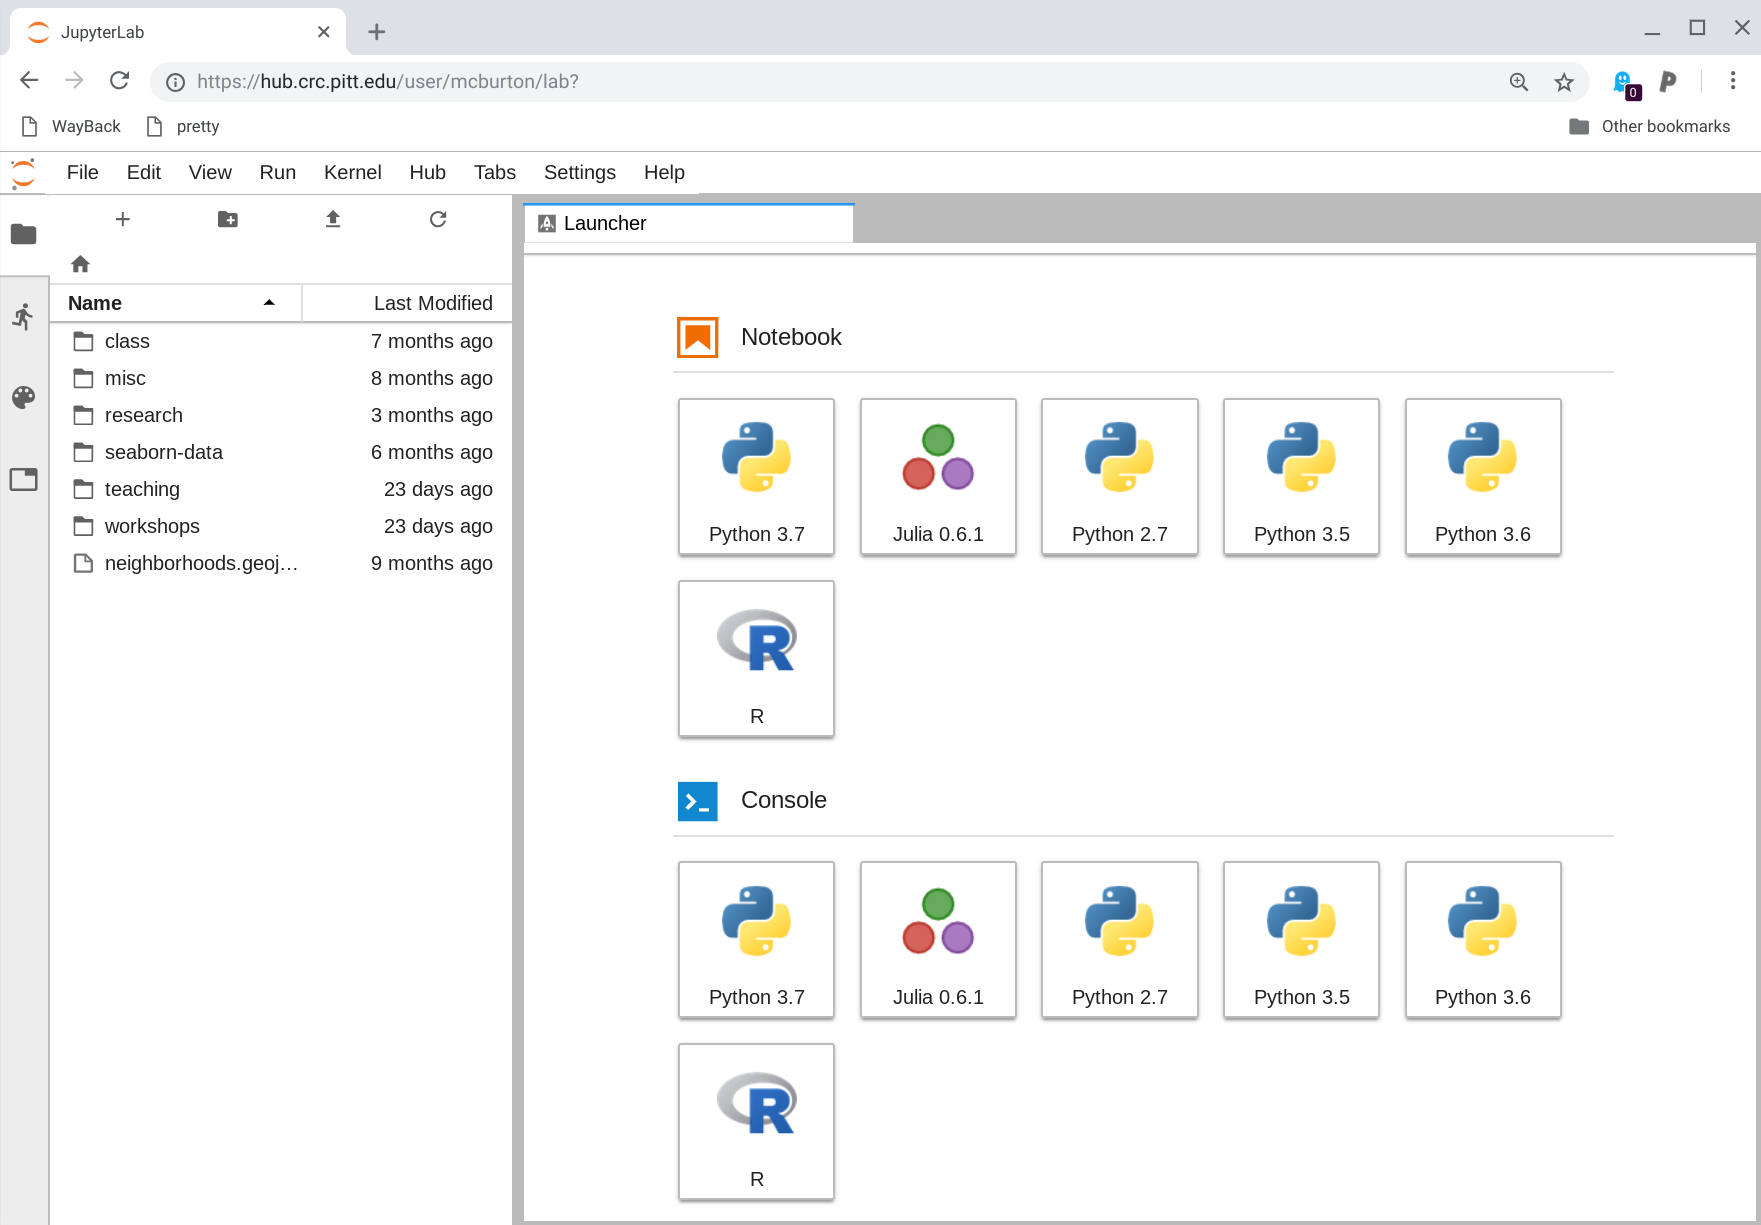 JupyterLab
https://hub.crc.pitt.edu/user/mcburton/lab?
0
WayBack
pretty
Other bookmarks
File Edit View Run Kernel Hub Tabs Settings Help
Launcher
Name Last Modified
class 7 months ago
misc 8 months ago
research 3 months ago
seaborn-data 6 months ago
teaching 23 days ago
workshops 23 days ago
neighborhoods.geoj… 9 months ago
Notebook
Python 3.7 Julia 0.6.1 Python 2.7 Python 3.5 Python 3.6
R
R
Console
Python 3.7 Julia 0.6.1 Python 2.7 Python 3.5 Python 3.6
R
R